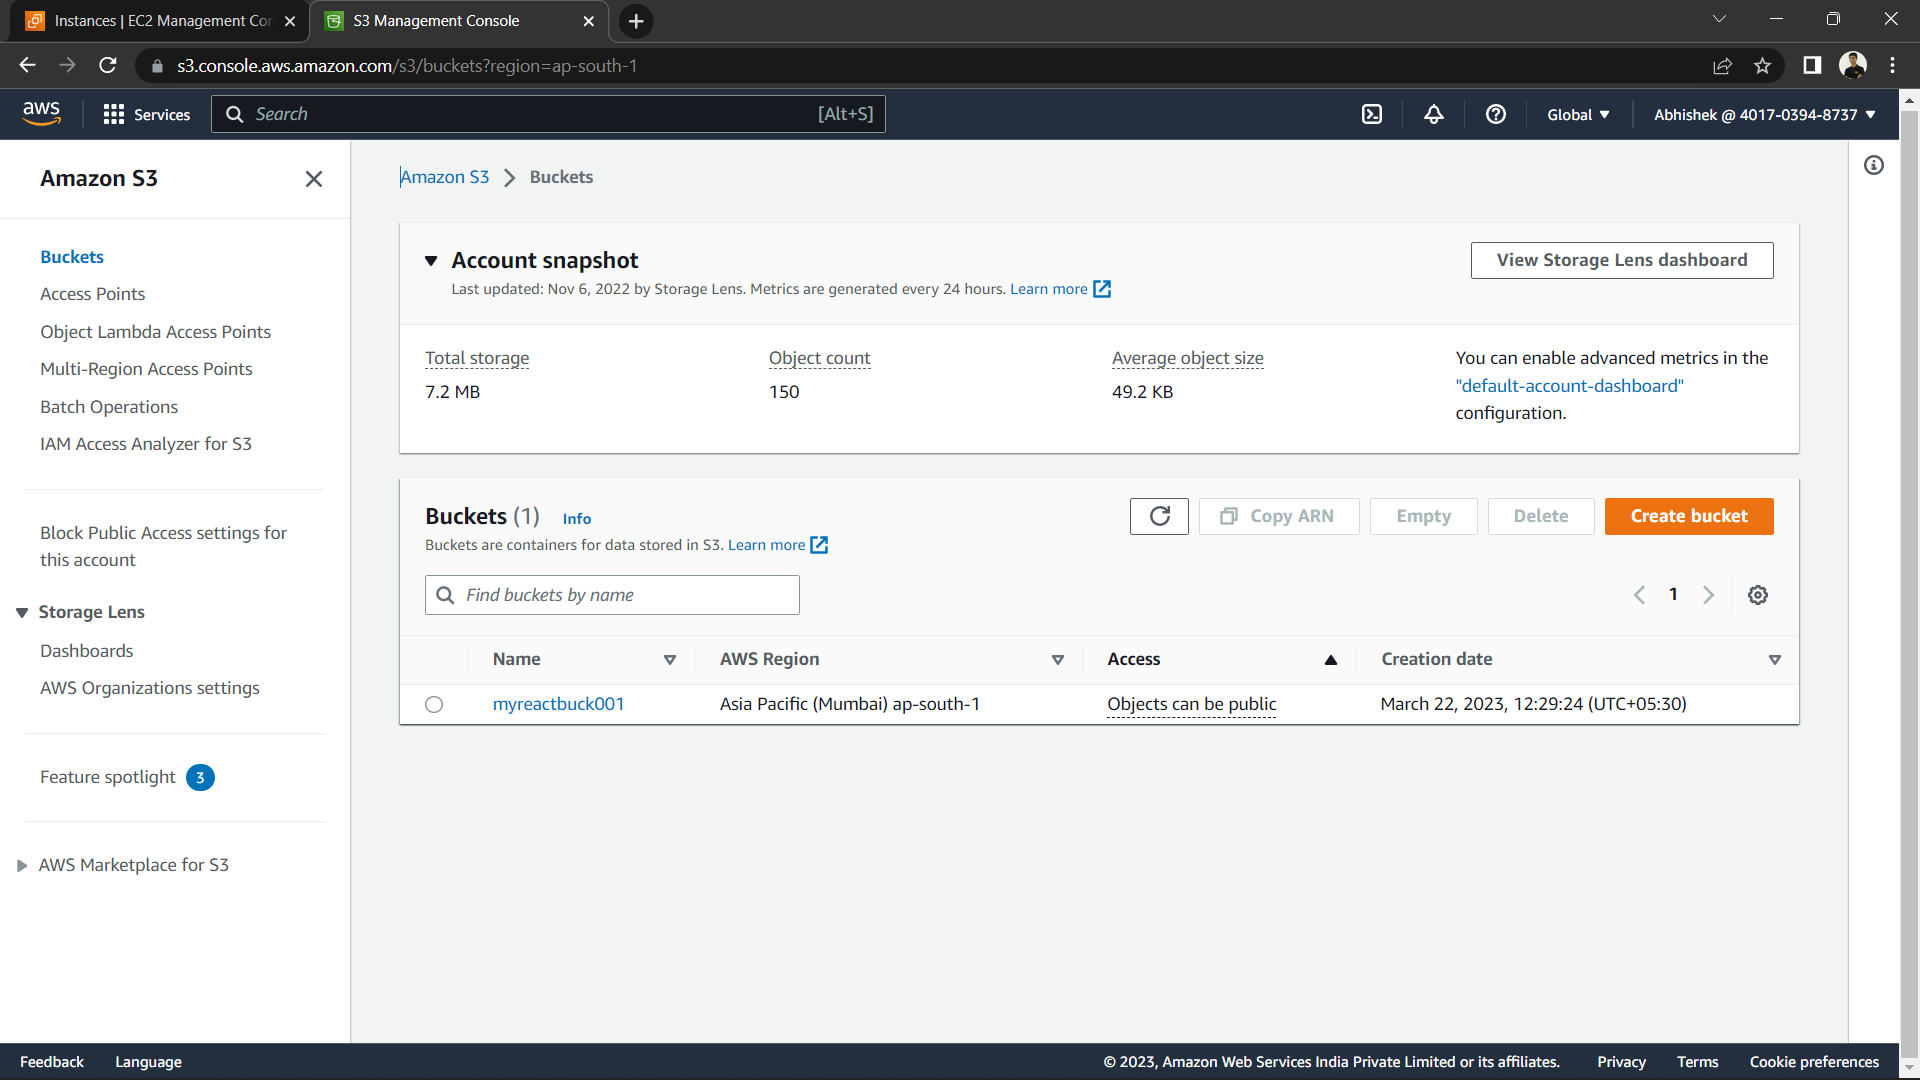 Instances | EC2 Management Con
S3 Management Console
s3.console.aws.amazon.com/s3/buckets?region=ap-south-1
aws
Services
Search
[Alt+S]
Global
Abhishek @ 4017-0394-8737
Amazon S3
Buckets
Access Points
Object Lambda Access Points
Multi-Region Access Points
Batch Operations
IAM Access Analyzer for S3
Block Public Access settings for
this account
Storage Lens
Dashboards
AWS Organizations settings
Feature spotlight 3
AWS Marketplace for S3
Amazon S3 > Buckets
Account snapshot
Last updated: Nov 6, 2022 by Storage Lens. Metrics are generated every 24 hours. Learn more
View Storage Lens dashboard
Total storage
7.2 MB
Object count
150
Average object size
49.2 KB
You can enable advanced metrics in the
"default-account-dashboard"
configuration.
Buckets (1) Info
Buckets are containers for data stored in S3. Learn more
Copy ARN
Empty
Delete
Create bucket
Find buckets by name
1
Name AWS Region Access Creation date
myreactbuck001 Asia Pacific (Mumbai) ap-south-1 Objects can be public March 22, 2023, 12:29:24 (UTC+05:30)
Feedback Language © 2023, Amazon Web Services India Private Limited or its affiliates. Privacy Terms Cookie preferences